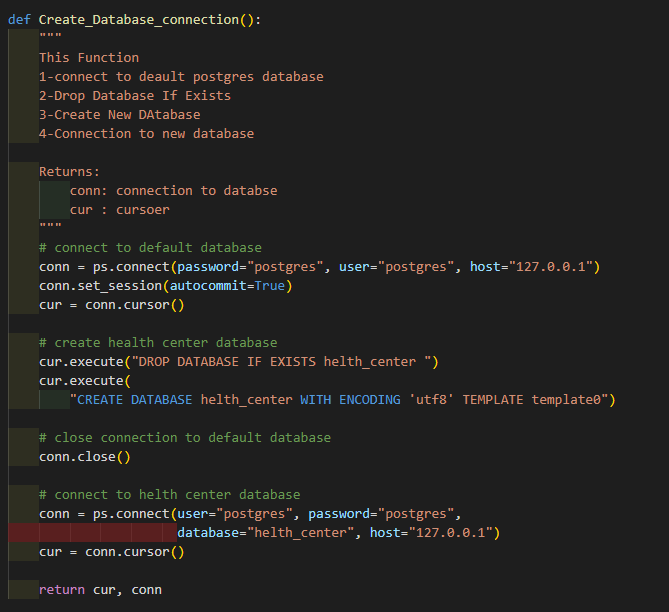 def Create_Database_connection():
    """
    This Function
    1-connect to deault postgres database
    2-Drop Database If Exists
    3-Create New DAtabase
    4-Connection to new database

    Returns:
        conn: connection to databse
        cur : cursoer
    """
    # connect to default database
    conn = ps.connect(password="postgres", user="postgres", host="127.0.0.1")
    conn.set_session(autocommit=True)
    cur = conn.cursor()

    # create health center database
    cur.execute("DROP DATABASE IF EXISTS helth_center ")
    cur.execute(
        "CREATE DATABASE helth_center WITH ENCODING 'utf8' TEMPLATE template0")

    # close connection to default database
    conn.close()

    # connect to helth center database
    conn = ps.connect(user="postgres", password="postgres",
                      database="helth_center", host="127.0.0.1")
    cur = conn.cursor()

    return cur, conn